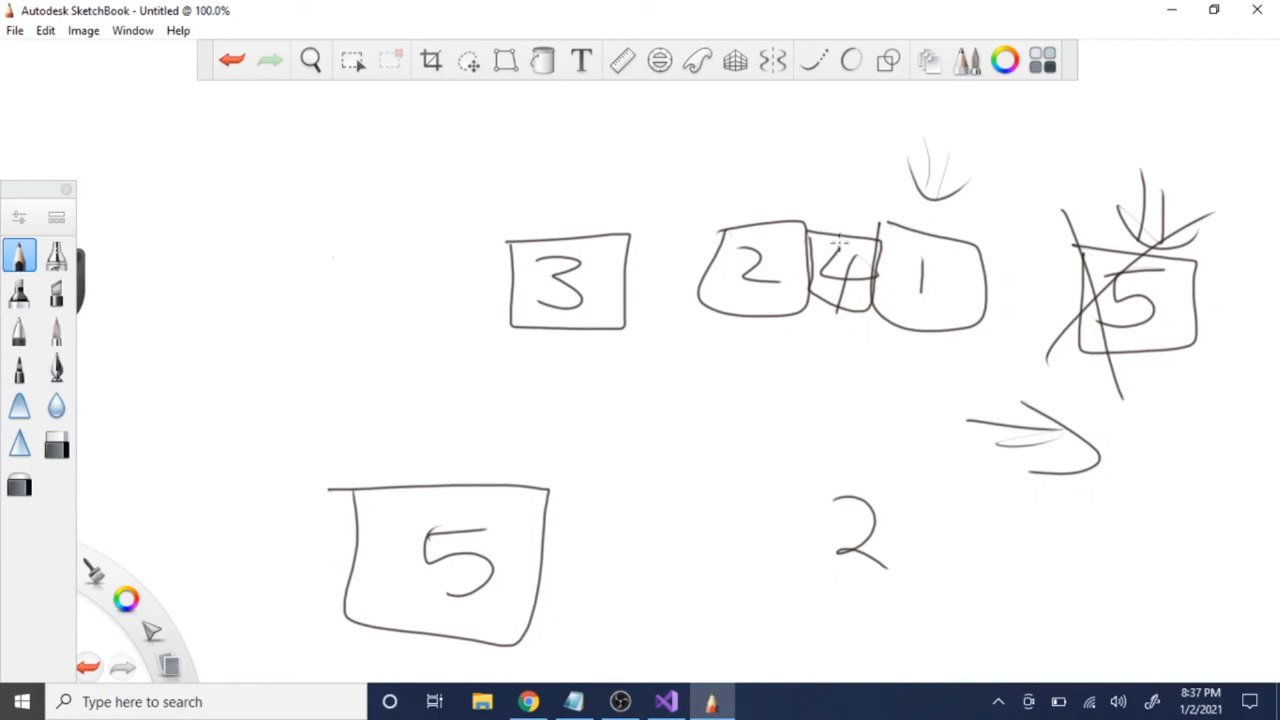 Autodesk SketchBook - Untitled @ 100.0%
File Edit Image Window Help
T
3 2 4 1 5
5 2
Type here to search
8:37 PM
1/2/2021